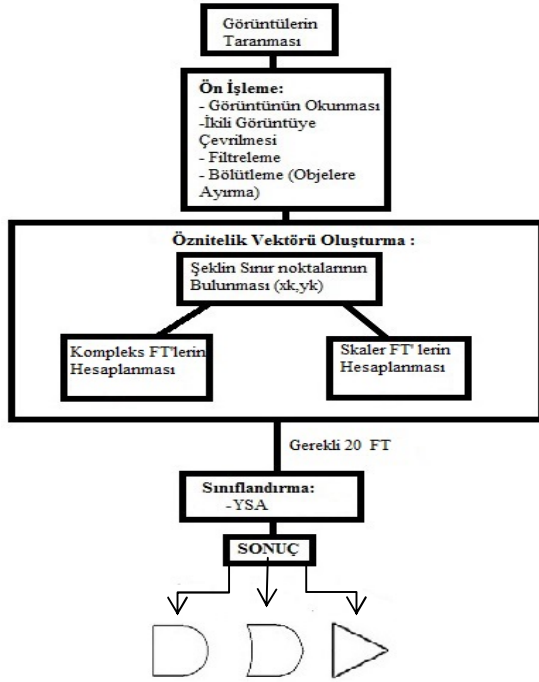 Görüntülerin
Taranması
Ön İşleme:
- Görüntünün Okunması
-İkili Görüntüye
Çevrilmesi
- Filtreleme
- Bölütleme (Objelere
Ayırma)
Öznitelik Vektörü Oluşturma :
Şeklin Sınır noktalarının
Bulunması (xk,yk)
Kompleks FT'lerin
Hesaplanması
Skaler FT' lerin
Hesaplanması
Gerekli 20 FT
Sınıflandırma:
-YSA
SONUÇ